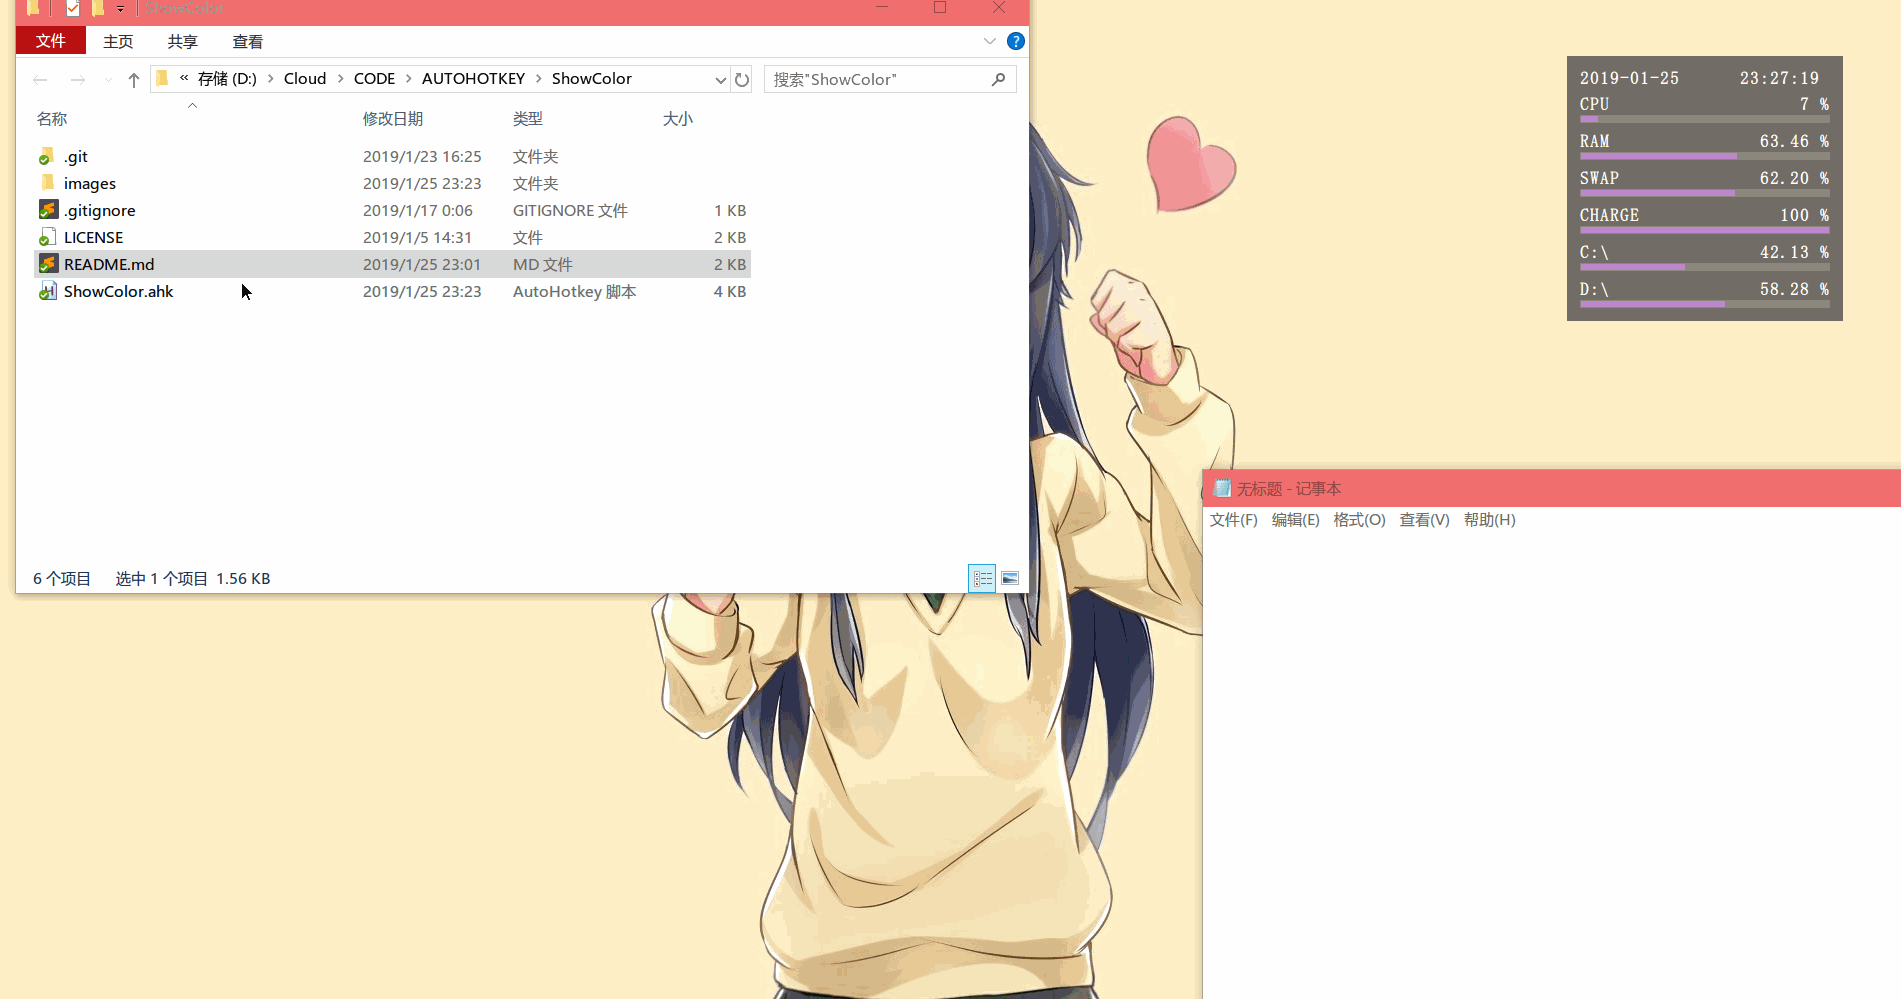 ShowColor
文件 主页 共享 查看
« 存储 (D:) > Cloud > CODE > AUTOHOTKEY > ShowColor
搜索"ShowColor"
名称 修改日期 类型 大小
.git 2019/1/23 16:25 文件夹
images 2019/1/25 23:23 文件夹
.gitignore 2019/1/17 0:06 GITIGNORE 文件 1 KB
LICENSE 2019/1/5 14:31 文件 2 KB
README.md 2019/1/25 23:01 MD 文件 2 KB
ShowColor.ahk 2019/1/25 23:23 AutoHotkey 脚本 4 KB
6 个项目 选中 1 个项目 1.56 KB
2019-01-25 23:27:19
CPU 7 %
RAM 63.46 %
SWAP 62.20 %
CHARGE 100 %
C:\ 42.13 %
D:\ 58.28 %
无标题 - 记事本
文件(F) 编辑(E) 格式(O) 查看(V) 帮助(H)